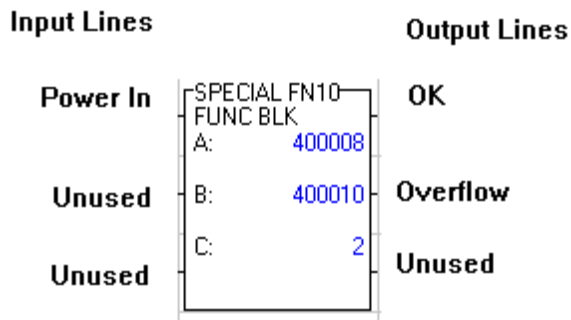 Input Lines
Output Lines
Power In
SPECIAL FN10
OK
FUNC BLK
A: 400008
Unused
B: 400010
Overflow
C: 2
Unused
Unused